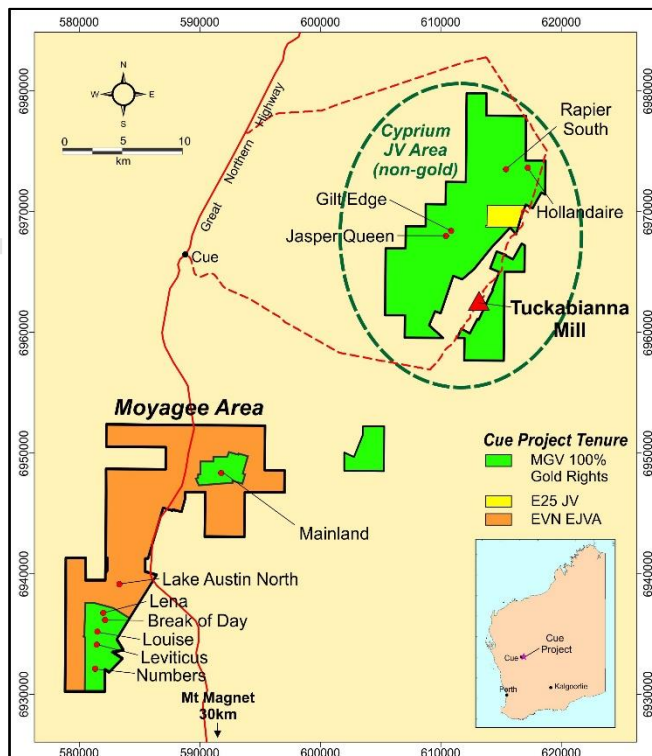 580000
590000
600000
610000
620000
6980000
6970000
6960000
6950000
6940000
6930000
N
W
E
S
0
5
10
km
Great Northern Highway
Cue
Cyprium
JV Area
(non-gold)
Rapier
South
Gilt Edge
Hollandaire
Jasper Queen
Tuckabianna
Mill
Moyagee Area
Mainland
Lake Austin North
Lena
Break of Day
Louise
Leviticus
Numbers
Mt Magnet
30km
Cue Project Tenure
MGV 100%
Gold Rights
E25 JV
EVN EJVA
Cue
Cue
Project
Perth
Kalgoorlie
6980000
6970000
6960000
6950000
6940000
6930000
580000
590000
600000
610000
620000